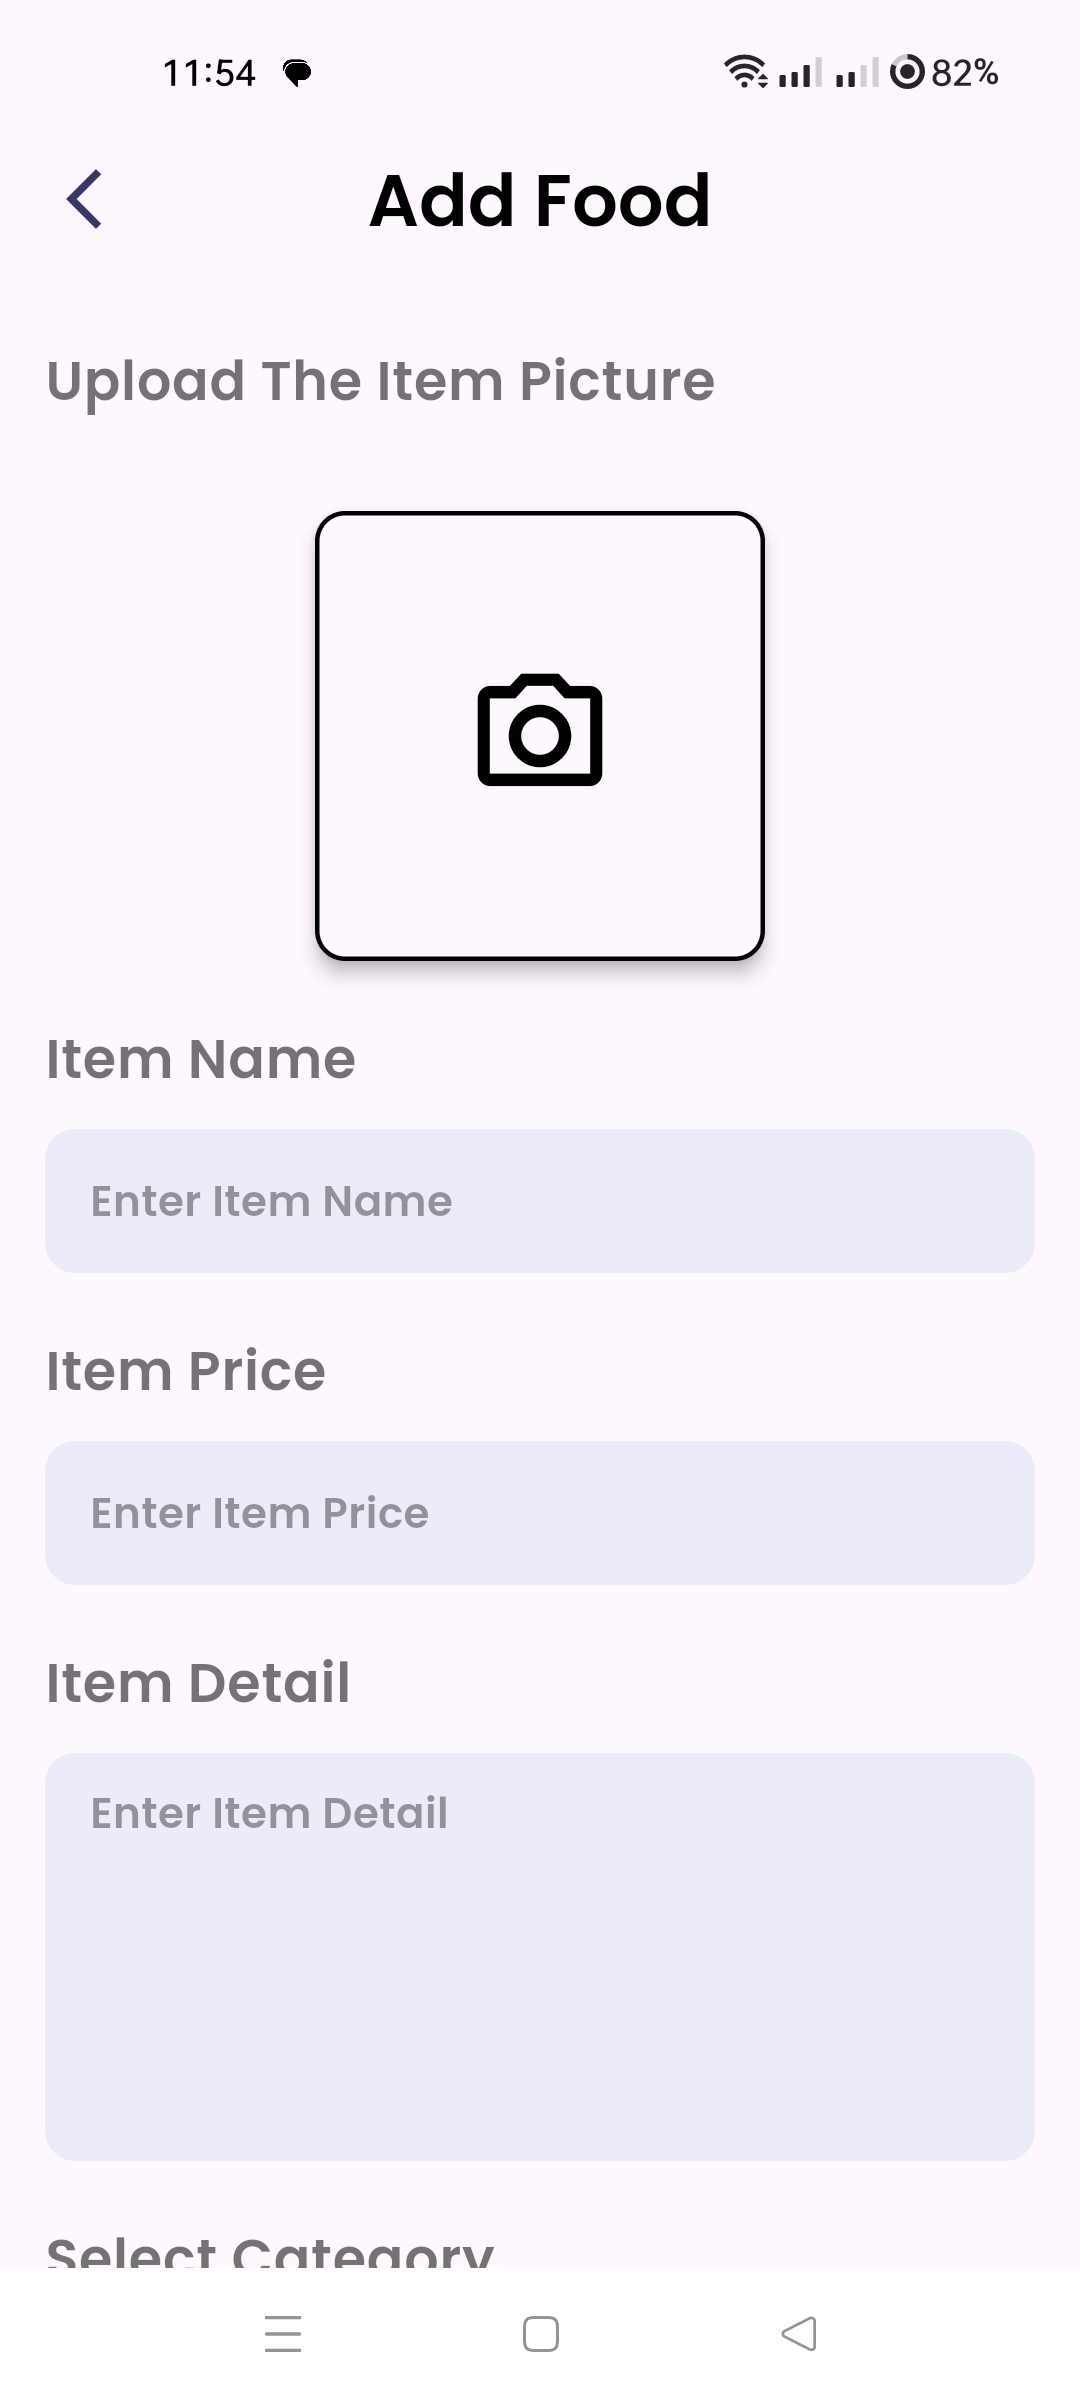 11:54
82%
Add Food
Upload The Item Picture
Item Name
Enter Item Name
Item Price
Enter Item Price
Item Detail
Enter Item Detail
Select Category